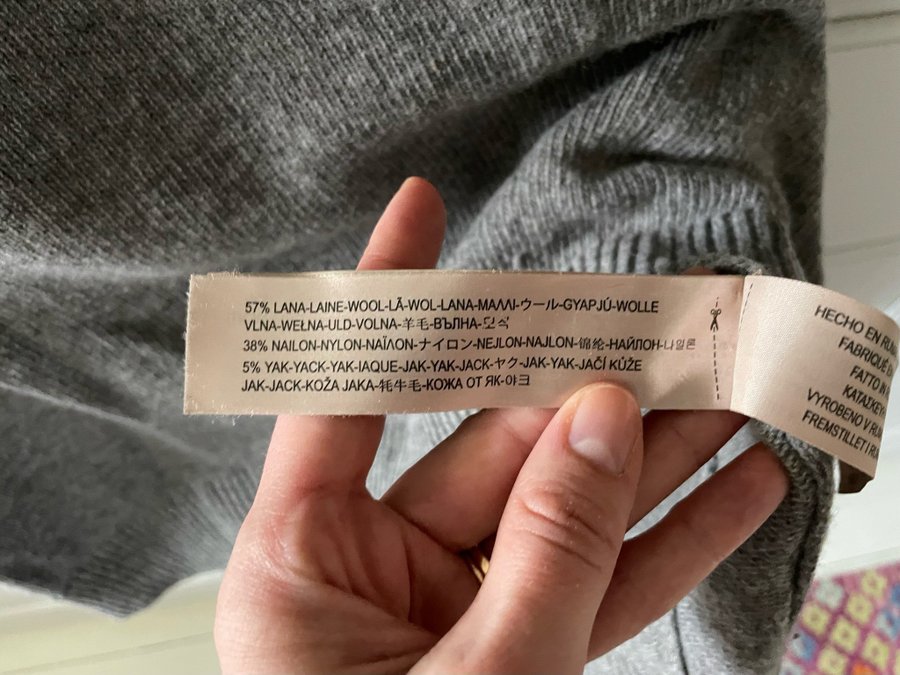 57% LANA-LAINE-WOOL-LÃ-WOL-LANA-ΜΑΛΛΙ-ウール-GYAPJÚ-WOLLE
VLNA-WEŁNA-ULD-VOLNA-羊毛-ВЪЛНА-모식
38% NAILON-NYLON-NAÏLON-ナイロン-NEJLON-NAJLON-锦纶-НАЙЛОН-나일론
5% YAK-YACK-YAK-IAQUE-JAK-YAK-JACK-ヤク-JAK-YAK-JAČÍ KŮŽE
JAK-JACK-KOŽA JAKA-牦牛毛-КОЖА ОТ ЯК-야크
HECHO EN
FABRIQUÉ
FATTO IN
VYROBENO V
FREMSTILLET I